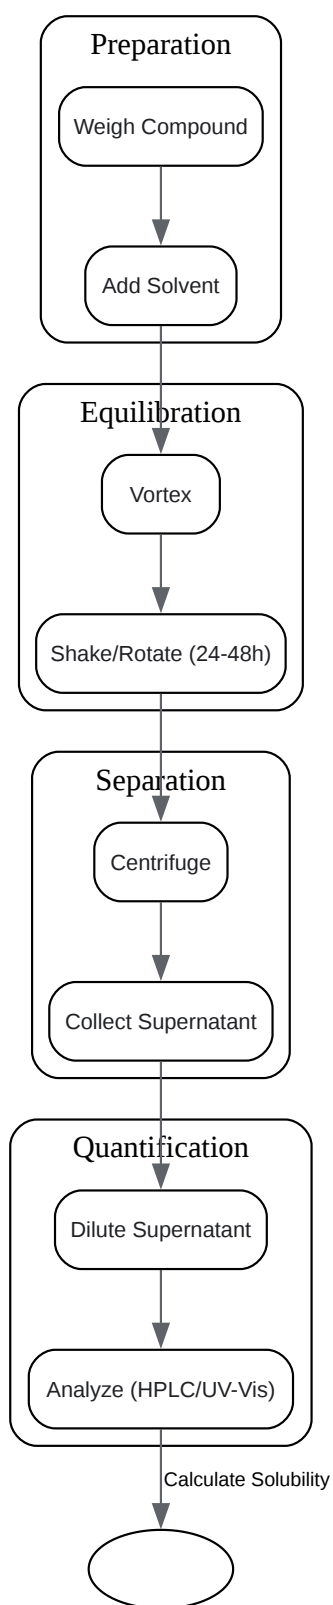 Preparation
Weigh Compound
Add Solvent
Equilibration
Vortex
Shake/Rotate (24-48h)
Separation
Centrifuge
Collect Supernatant
Quantification
Dilute Supernatant
Analyze (HPLC/UV-Vis)
Calculate Solubility